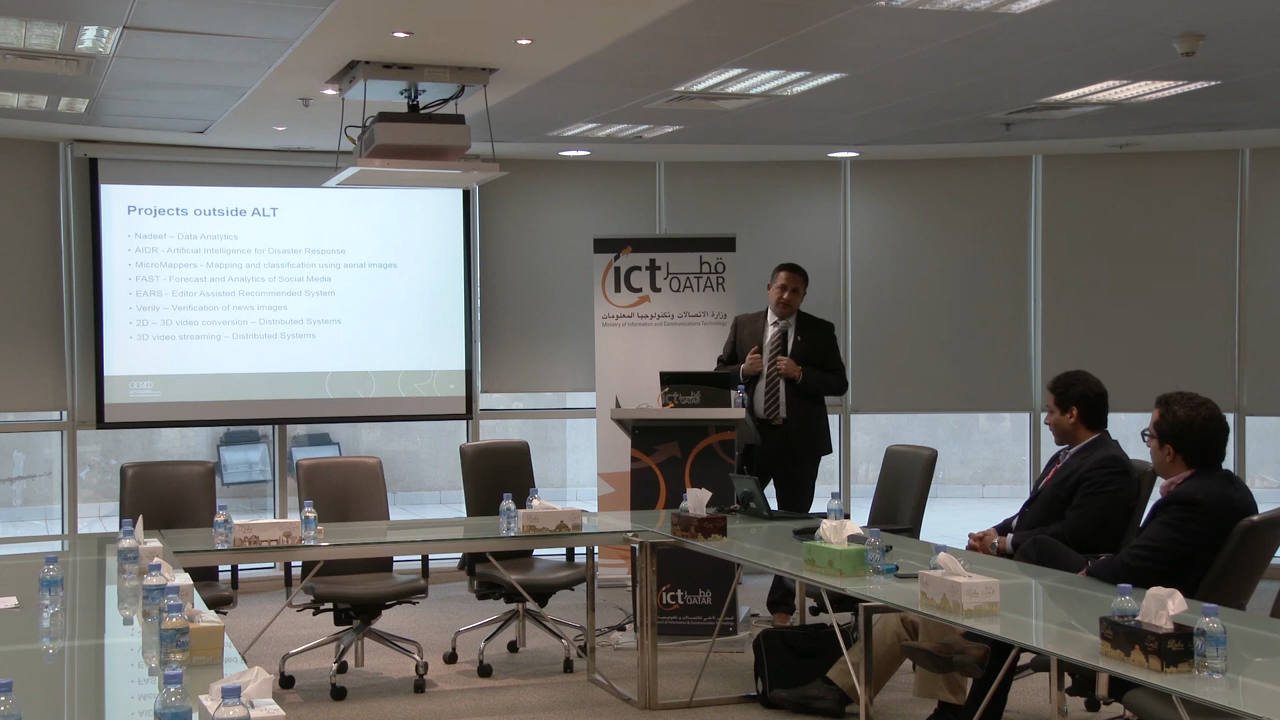 Projects outside ALT
• Nadeef – Data Analytics
• AIDR - Artificial Intelligence for Disaster Response
• MicroMappers - Mapping and classification using aerial images
• FAST - Forecast and Analytics of Social Media
• EARS - Editor Assisted Recommended System
• Verily – Verification of news images
• 2D – 3D video conversion – Distributed Systems
• 3D video streaming – Distributed Systems
ict قطر
QATAR
وزارة الاتصالات وتكنولوجيا المعلومات
Ministry of Information and Communications Technology
ict قطر
QATAR
ict قطر
QATAR